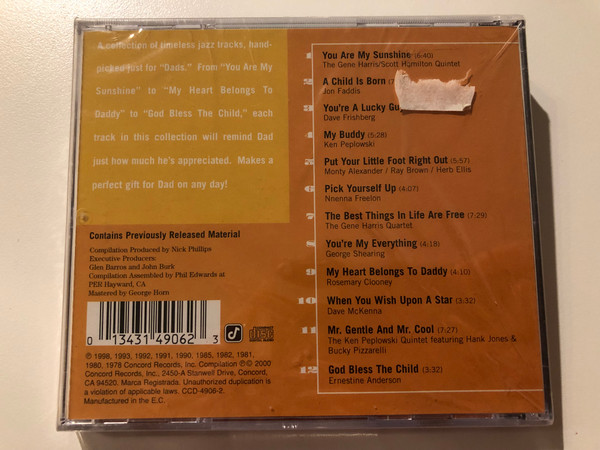 A collection of timeless jazz tracks, hand-
picked just for "Dads." From "You Are My
Sunshine" to "My Heart Belongs To
Daddy" to "God Bless The Child," each
track in this collection will remind Dad
just how much he's appreciated. Makes a
perfect gift for Dad on any day!
Contains Previously Released Material
Compilation Produced by Nick Phillips
Executive Producers:
Glen Barros and John Burk
Compilation Assembled by Phil Edwards at
PER Hayward, CA
Mastered by George Horn
0 13431 49062 3
℗ 1998, 1993, 1992, 1991, 1990, 1985, 1982, 1981,
1980, 1978 Concord Records, Inc. Compilation ℗© 2000
Concord Records, Inc., 2450-A Stanwell Drive, Concord,
CA 94520. Marca Registrada. Unauthorized duplication is
a violation of applicable laws. CCD-4906-2.
Manufactured in the E.C.
1 You Are My Sunshine (6:40)
The Gene Harris/Scott Hamilton Quintet
2 A Child Is Born
Jon Faddis
3 You're A Lucky
Dave Frishberg
4 My Buddy (5:28)
Ken Peplowski
5 Put Your Little Foot Right Out (5:57)
Monty Alexander / Ray Brown / Herb Ellis
6 Pick Yourself Up (4:07)
Nnenna Freelon
7 The Best Things In Life Are Free (7:29)
The Gene Harris Quartet
8 You're My Everything (4:18)
George Shearing
9 My Heart Belongs To Daddy (4:10)
Rosemary Clooney
10 When You Wish Upon A Star (3:32)
Dave McKenna
11 Mr. Gentle And Mr. Cool (7:27)
The Ken Peplowski Quintet featuring Hank Jones &
Bucky Pizzarelli
12 God Bless The Child (3:32)
Ernestine Anderson